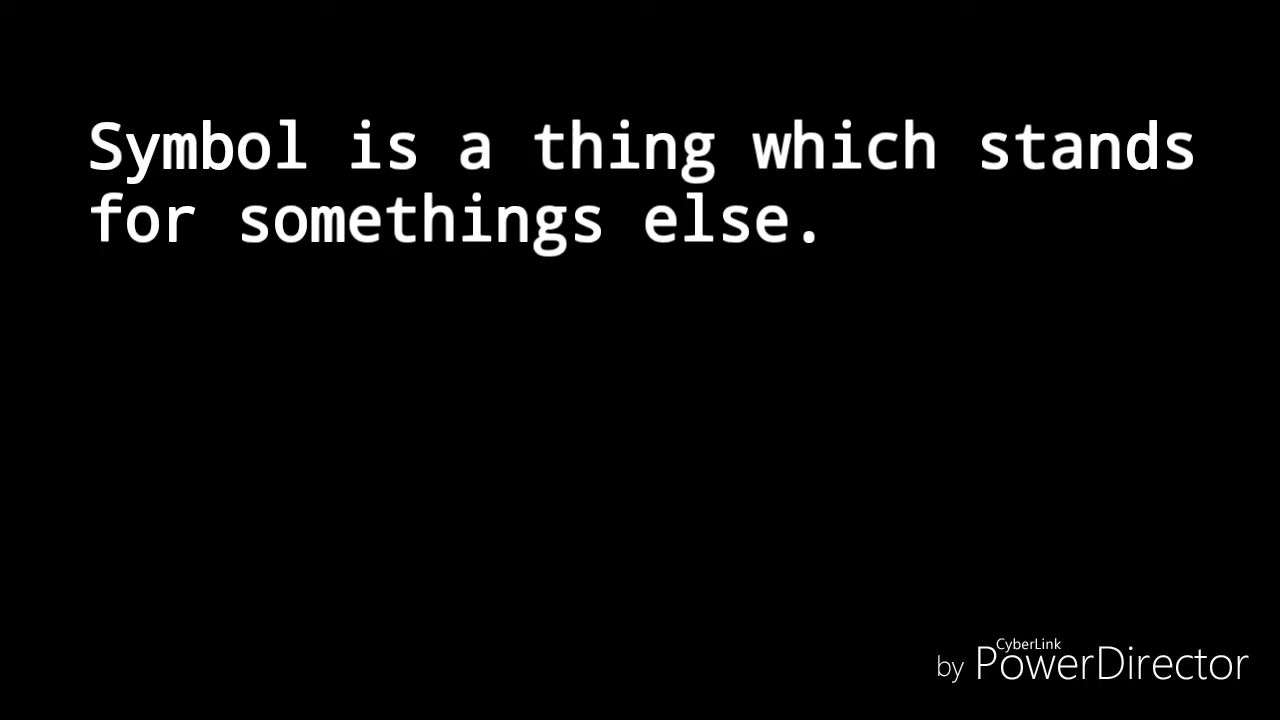 Symbol is a thing which stands
for somethings else.
by CyberLink PowerDirector